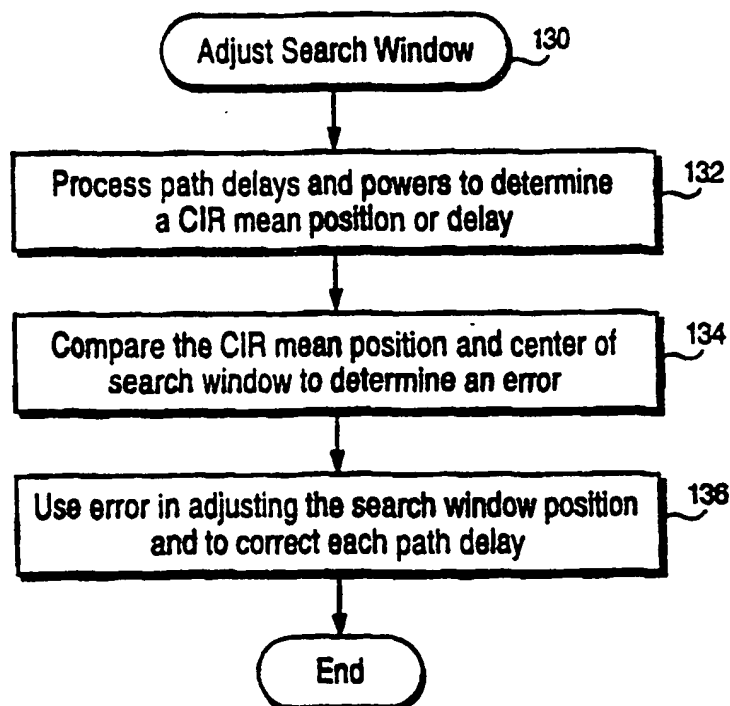 Adjust Search Window
130
Process path delays and powers to determine
a CIR mean position or delay
132
Compare the CIR mean position and center of
search window to determine an error
134
Use error in adjusting the search window position
and to correct each path delay
136
End